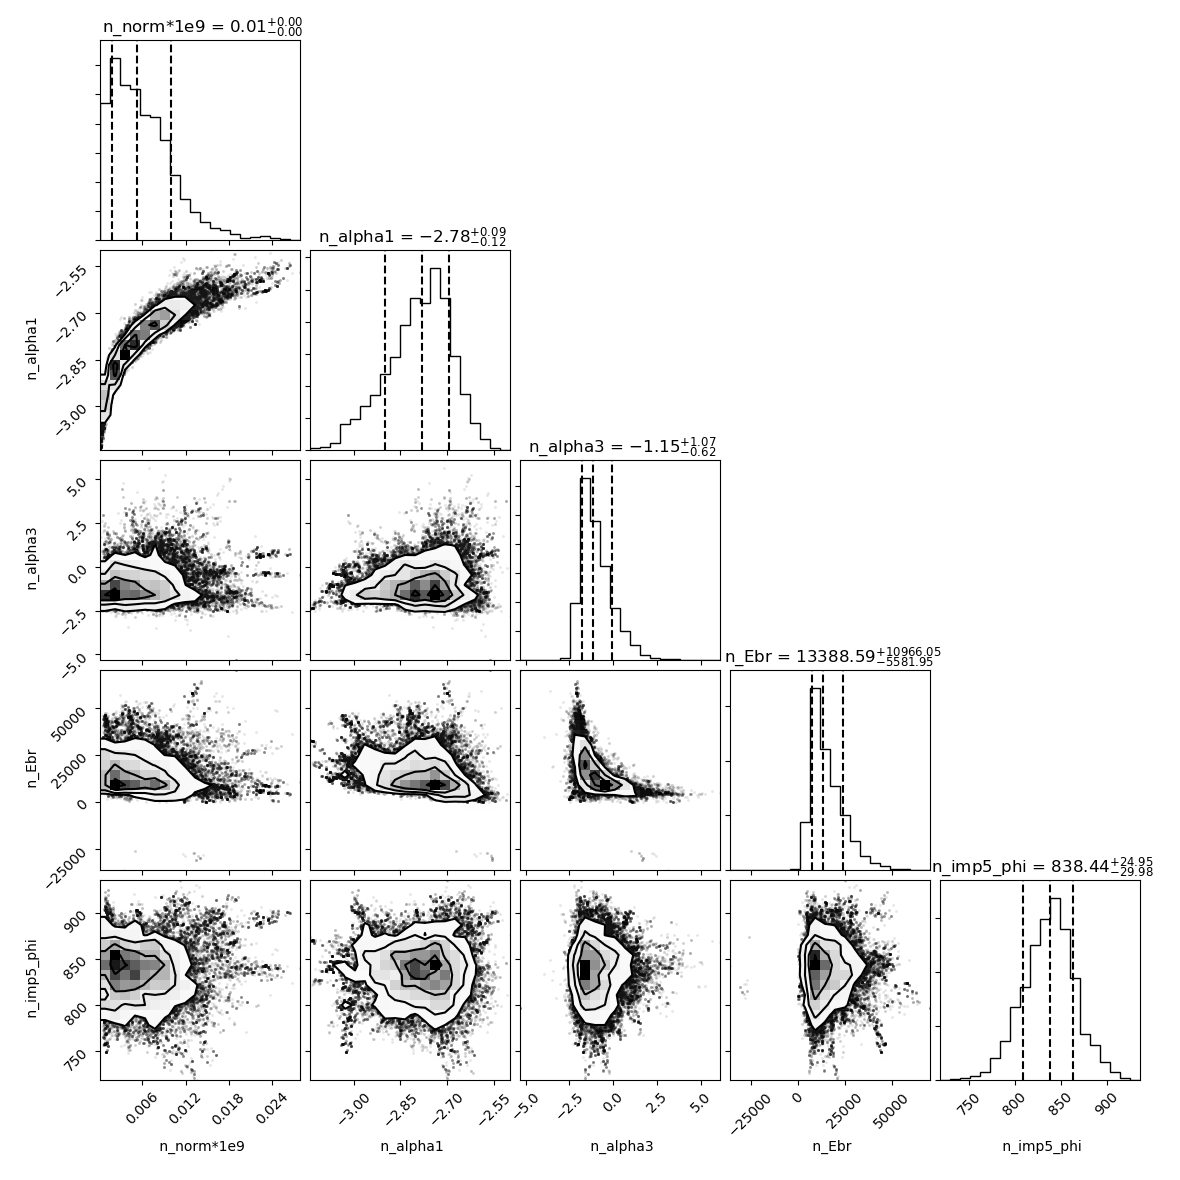 n_norm*1e9 = 0.01+0.00 −0.00
n_alpha1 = −2.78+0.09 −0.12
−2.55
−2.70
−2.85
−3.00
n_alpha1
n_alpha3 = −1.15+1.07 −0.62
5.0
2.5
0.0
−2.5
−5.0
n_alpha3
n_Ebr = 13388.59+10966.05 −5581.95
50000
25000
0
−25000
n_Ebr
n_imp5_phi = 838.44+24.95 −29.98
900
850
800
750
n_imp5_phi
0.006 0.012 0.018 0.024
−3.00 −2.85 −2.70 −2.55
−5.0 −2.5 0.0 2.5 5.0
−25000 0 25000 50000
750 800 850 900
n_norm*1e9 n_alpha1 n_alpha3 n_Ebr n_imp5_phi